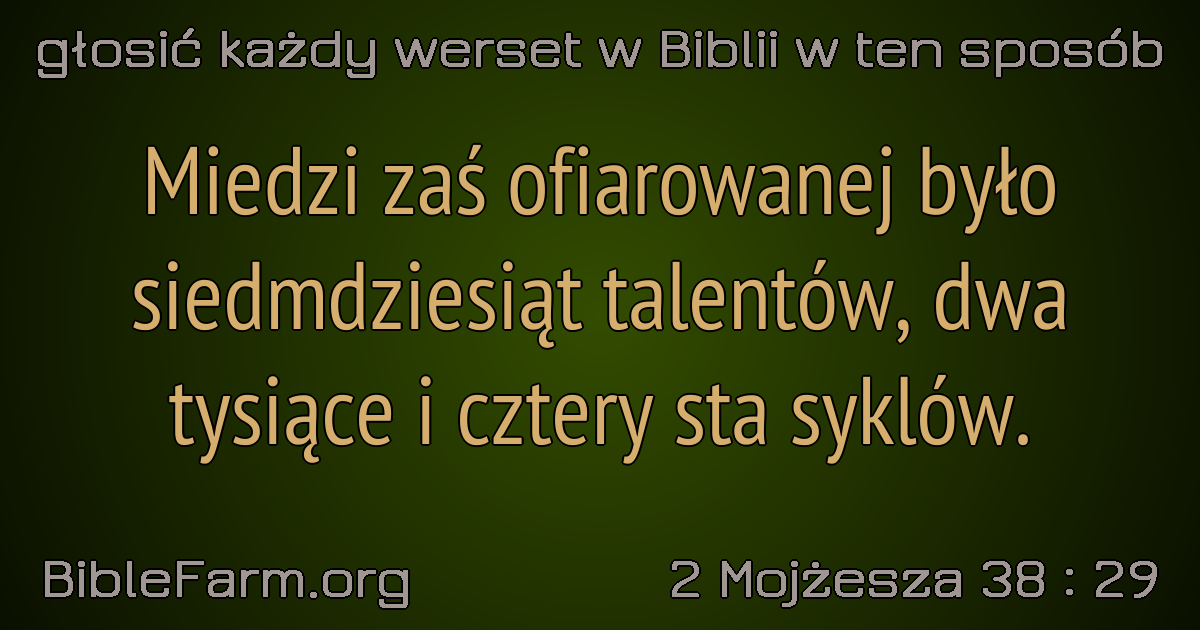 głosić każdy werset w Biblii w ten sposób
Miedzi zaś ofiarowanej było
siedmdziesiąt talentów, dwa
tysiące i cztery sta syklów.
BibleFarm.org
2 Mojżesza 38 : 29